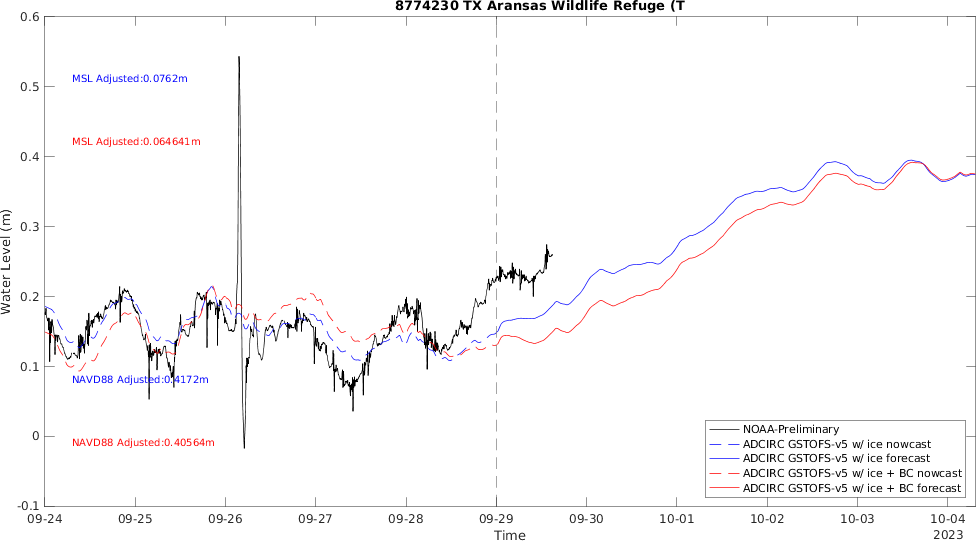 8774230 TX Aransas Wildlife Refuge (T
0.6
0.5
0.4
0.3
0.2
0.1
0
-0.1
Water Level (m)
MSL Adjusted:0.0762m
MSL Adjusted:0.064641m
NAVD88 Adjusted:0.4172m
NAVD88 Adjusted:0.40564m
NOAA-Preliminary
ADCIRC GSTOFS-v5 w/ ice nowcast
ADCIRC GSTOFS-v5 w/ ice forecast
ADCIRC GSTOFS-v5 w/ ice + BC nowcast
ADCIRC GSTOFS-v5 w/ ice + BC forecast
09-24 09-25 09-26 09-27 09-28 09-29 09-30 10-01 10-02 10-03 10-04
Time
2023